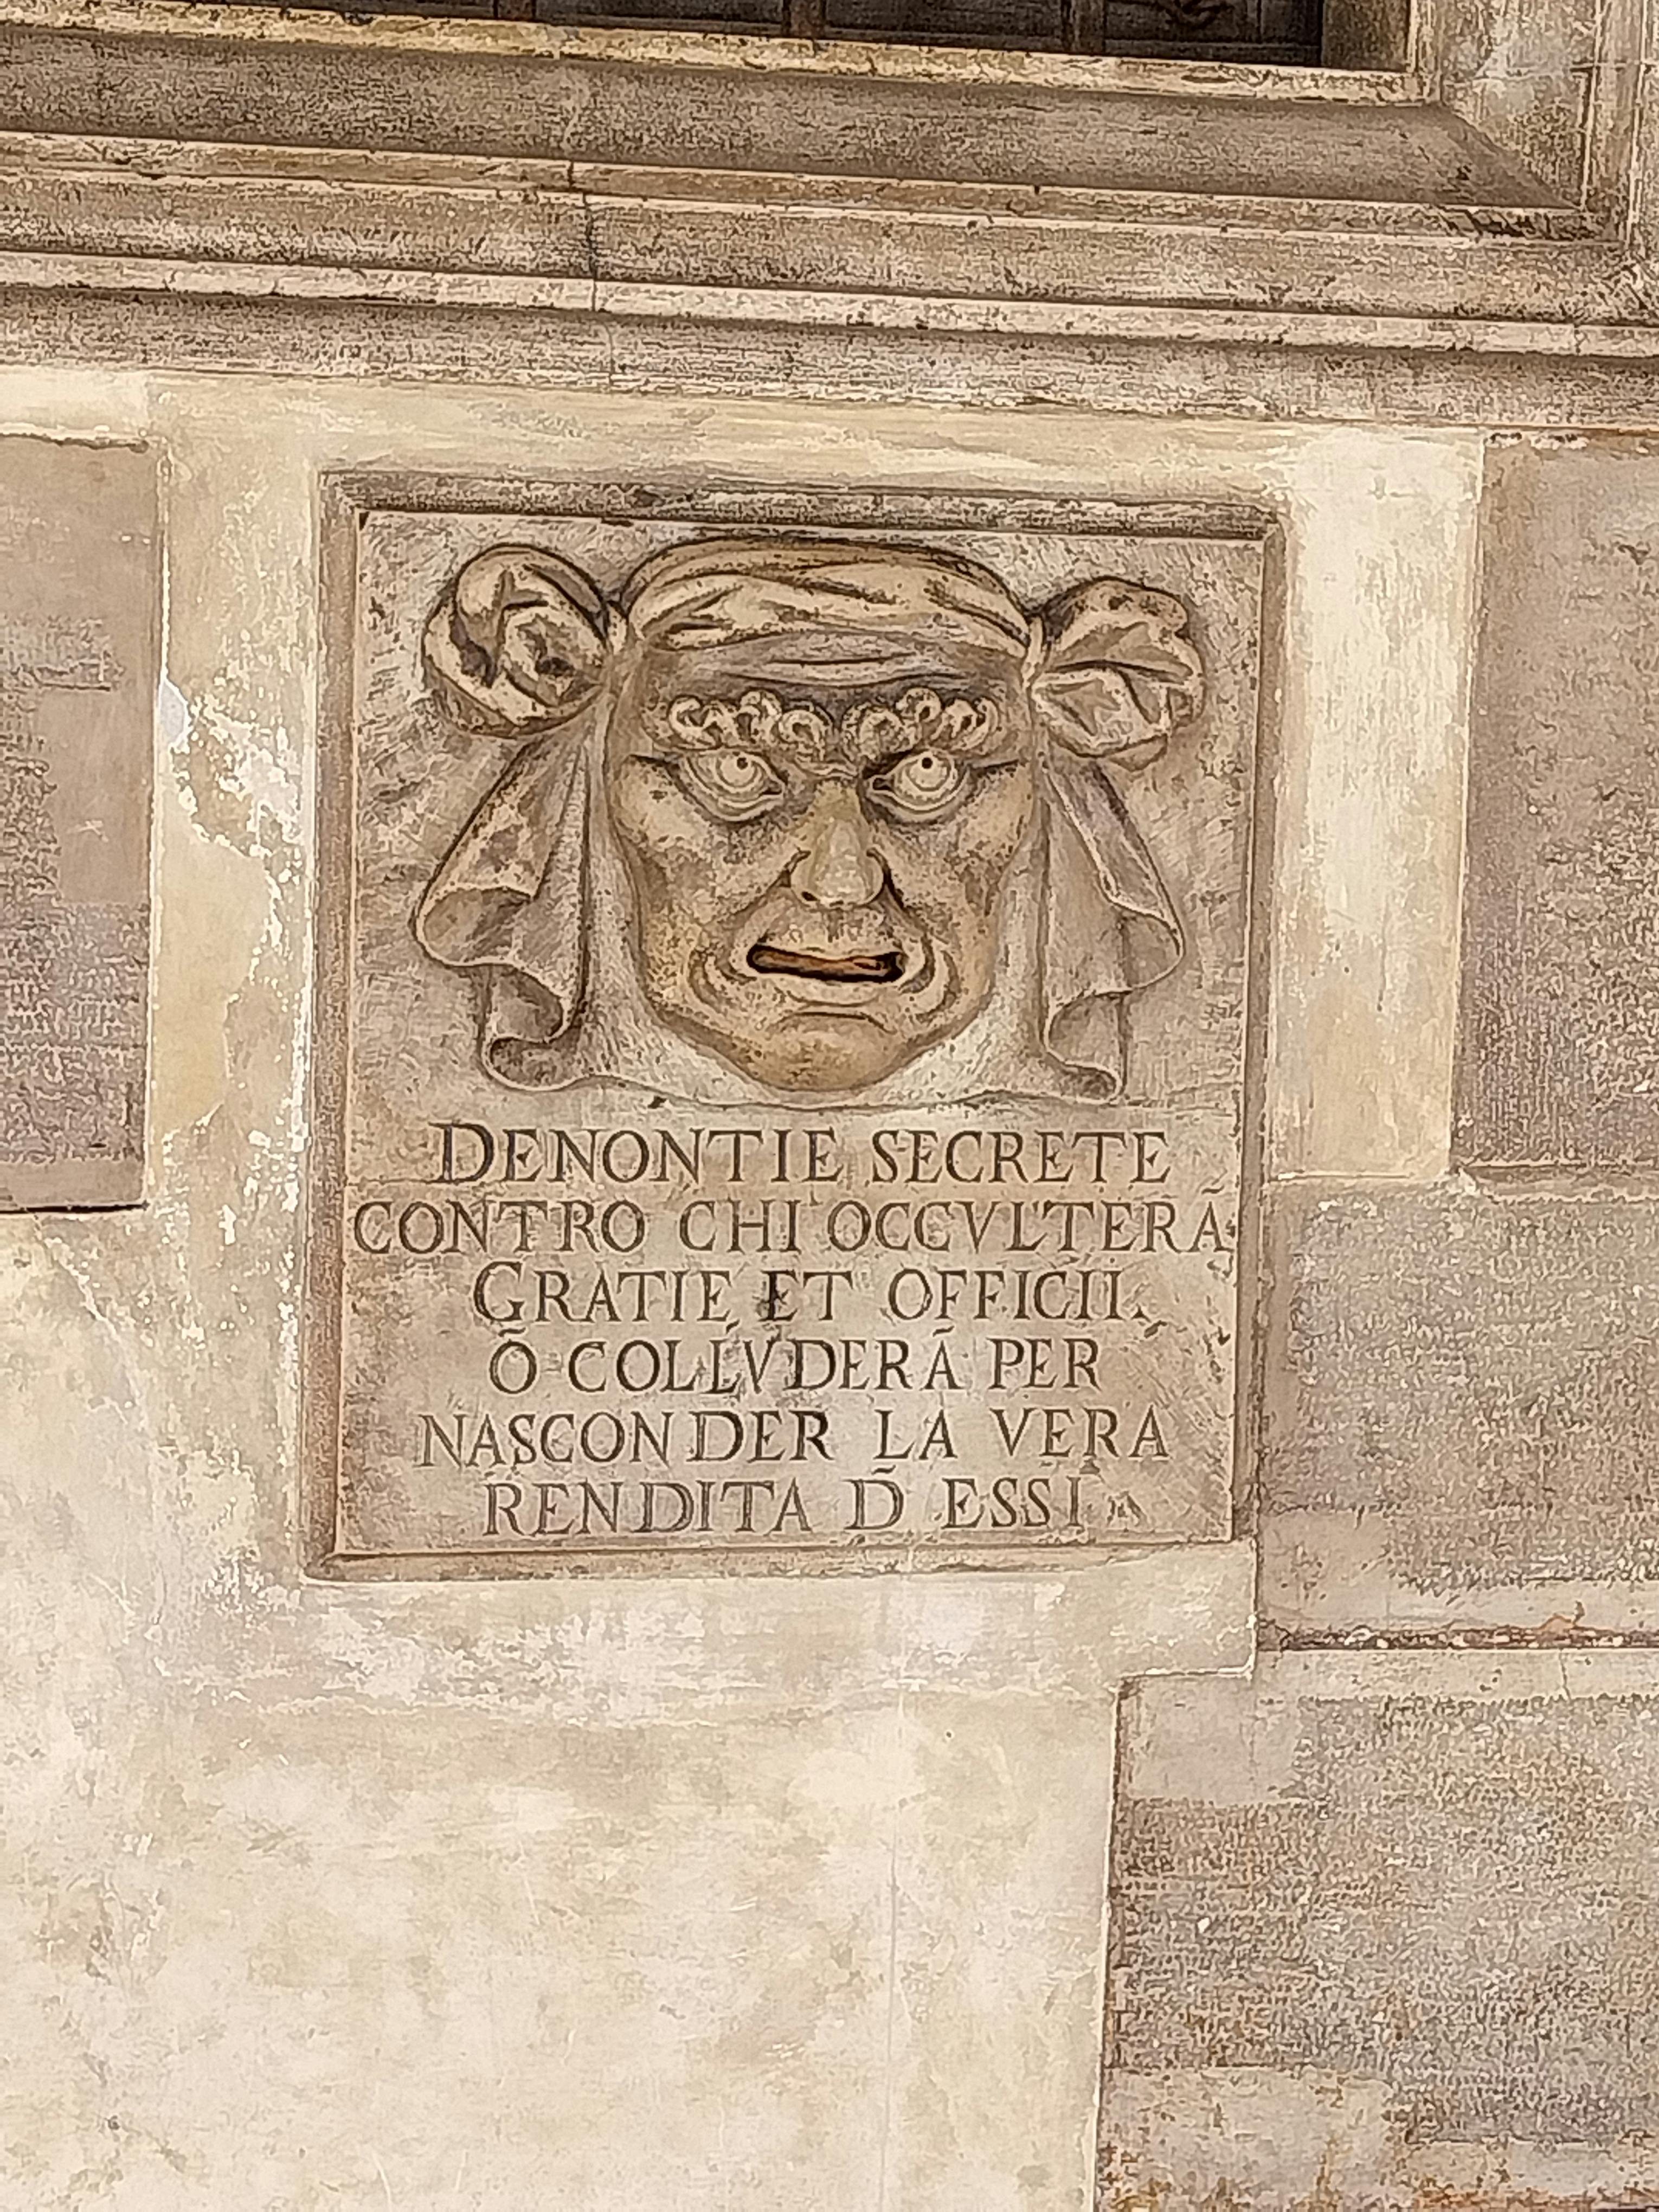 DENONTIE SECRETE
CONTRO CHI OCCVLTERÃ
GRATIE ET OFFICII.
Õ COLLVDERÃ PER
NASCONDER LA VERA
RENDITA D̃ ESSI